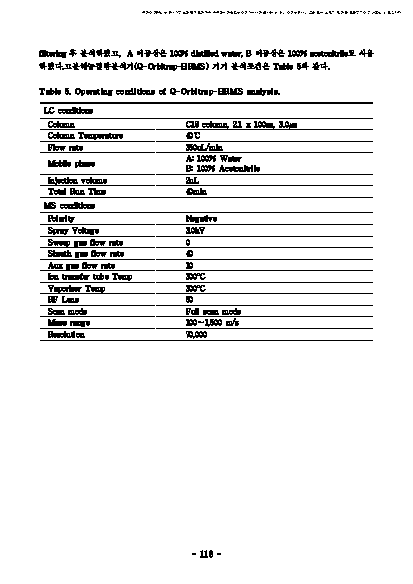 filtering 후 분석하였고, A 이동상은 100% distilled water, B 이동상은 100% acetonitrile로 사용
하였다. 고분해능질량분석기(Q-Orbitrap-HRMS) 기기 분석조건은 Table 5와 같다.
Table 5. Operating conditions of Q-Orbitrap-HRMS analysis.
LC conditions
Column C18 column, 2.1 x 100㎜, 3.0㎛
Column Temperature 40℃
Flow rate 350uL/min
Mobile phase A: 100% Water
B: 100% Acetonitrile
Injection volume 2uL
Total Run Time 40min
MS conditions
Polarity Negative
Spray Voltage 3.0kV
Sweep gas flow rate 0
Sheath gas flow rate 40
Aux gas flow rate 10
Ion transfer tube Temp 300℃
Vaporizer Temp 300℃
RF Lens 50
Scan mode Full scan mode
Mass range 100~1,500 m/z
Resolution 70,000
- 118 -